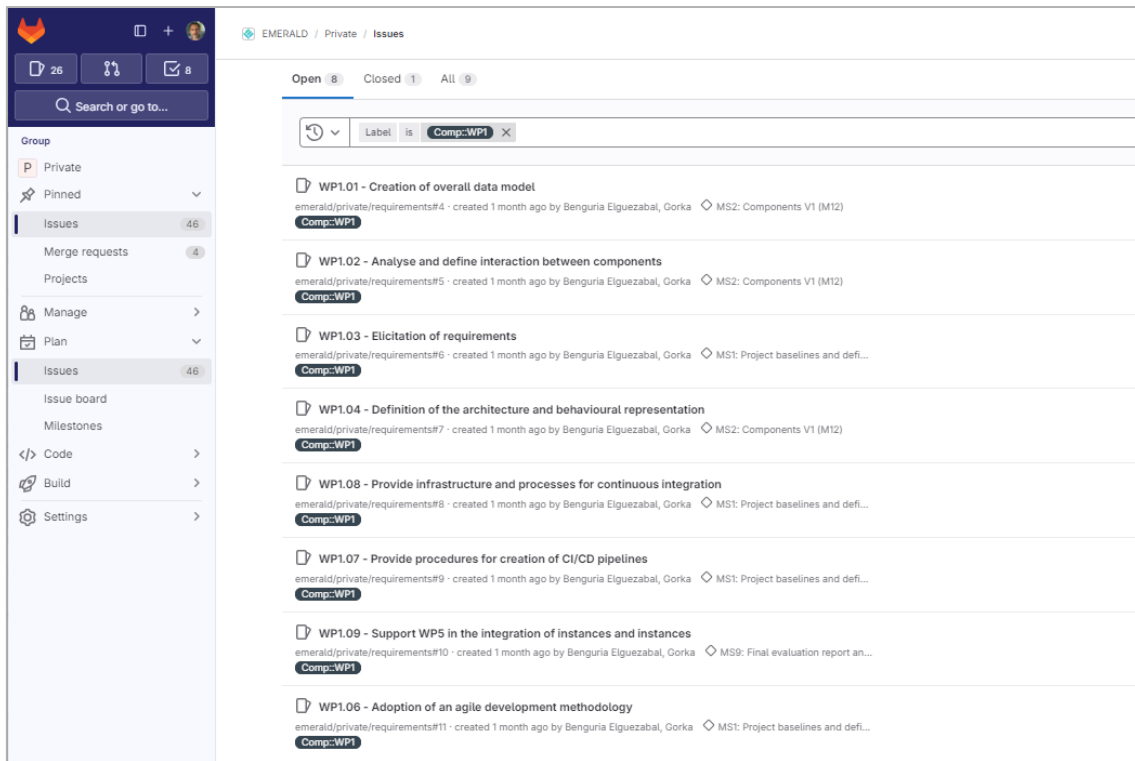 EMERALD / Private / Issues
26
8
Search or go to...
Group
P Private
Pinned
Issues 46
Merge requests 4
Projects
Manage
Plan
Issues 46
Issue board
Milestones
Code
Build
Settings
Open 8 Closed 1 All 9
Label is Comp::WP1
WP1.01 - Creation of overall data model
emerald/private/requirements#4 · created 1 month ago by Benguria Elguezabal, Gorka MS2: Components V1 (M12)
Comp::WP1
WP1.02 - Analyse and define interaction between components
emerald/private/requirements#5 · created 1 month ago by Benguria Elguezabal, Gorka MS2: Components V1 (M12)
Comp::WP1
WP1.03 - Elicitation of requirements
emerald/private/requirements#6 · created 1 month ago by Benguria Elguezabal, Gorka MS1: Project baselines and defi...
Comp::WP1
WP1.04 - Definition of the architecture and behavioural representation
emerald/private/requirements#7 · created 1 month ago by Benguria Elguezabal, Gorka MS2: Components V1 (M12)
Comp::WP1
WP1.08 - Provide infrastructure and processes for continuous integration
emerald/private/requirements#8 · created 1 month ago by Benguria Elguezabal, Gorka MS1: Project baselines and defi...
Comp::WP1
WP1.07 - Provide procedures for creation of CI/CD pipelines
emerald/private/requirements#9 · created 1 month ago by Benguria Elguezabal, Gorka MS1: Project baselines and defi...
Comp::WP1
WP1.09 - Support WP5 in the integration of instances and instances
emerald/private/requirements#10 · created 1 month ago by Benguria Elguezabal, Gorka MS9: Final evaluation report an...
Comp::WP1
WP1.06 - Adoption of an agile development methodology
emerald/private/requirements#11 · created 1 month ago by Benguria Elguezabal, Gorka MS1: Project baselines and defi...
Comp::WP1